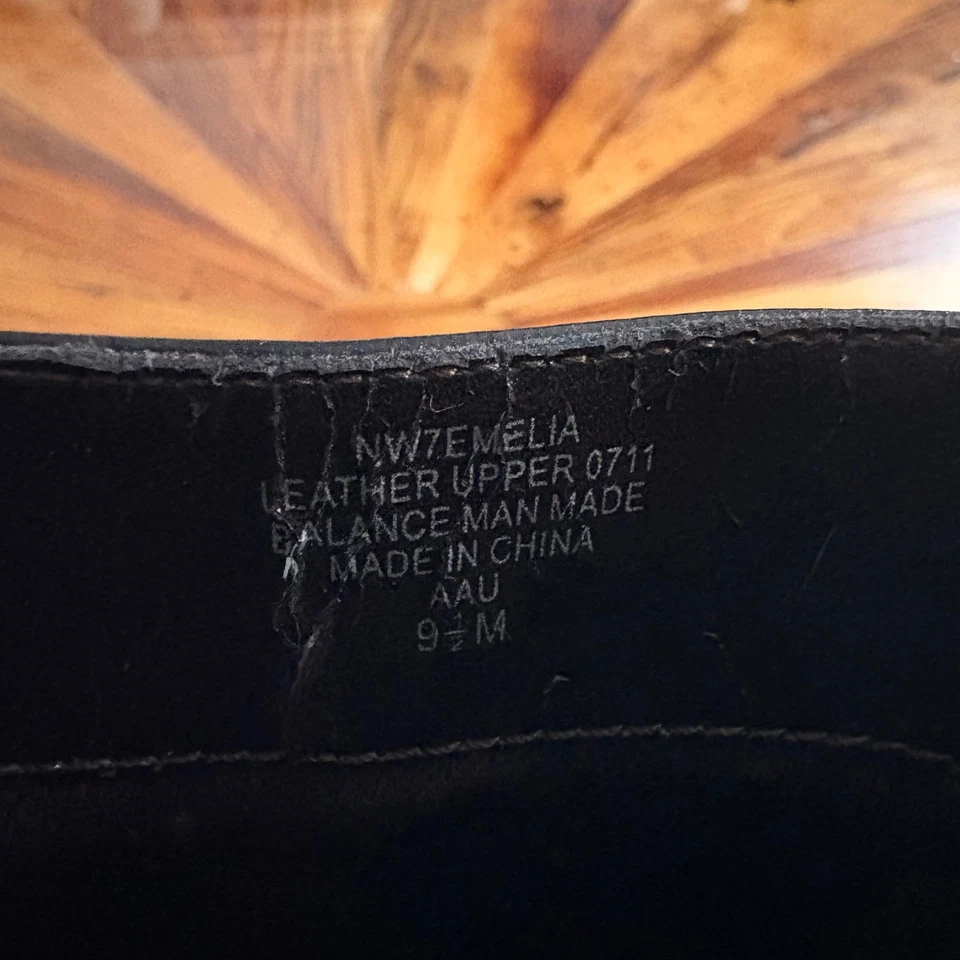 NW7EMELIA
LEATHER UPPER 0711
BALANCE MAN MADE
MADE IN CHINA
AAU
9½M